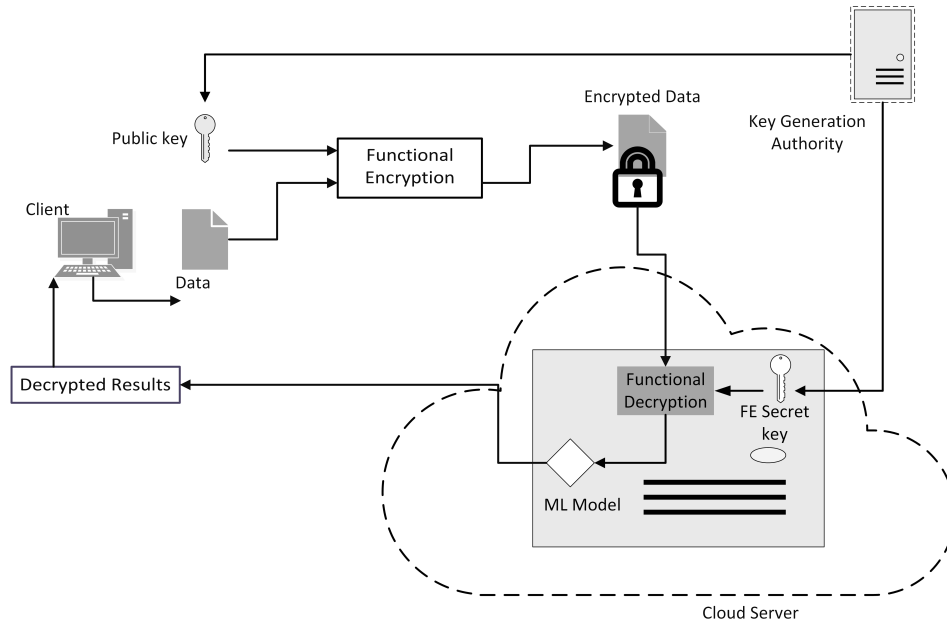 Encrypted Data
Key Generation
Authority
Public key
Functional
Encryption
Client
Data
Decrypted Results
Functional
Decryption
FE Secret
key
ML Model
Cloud Server